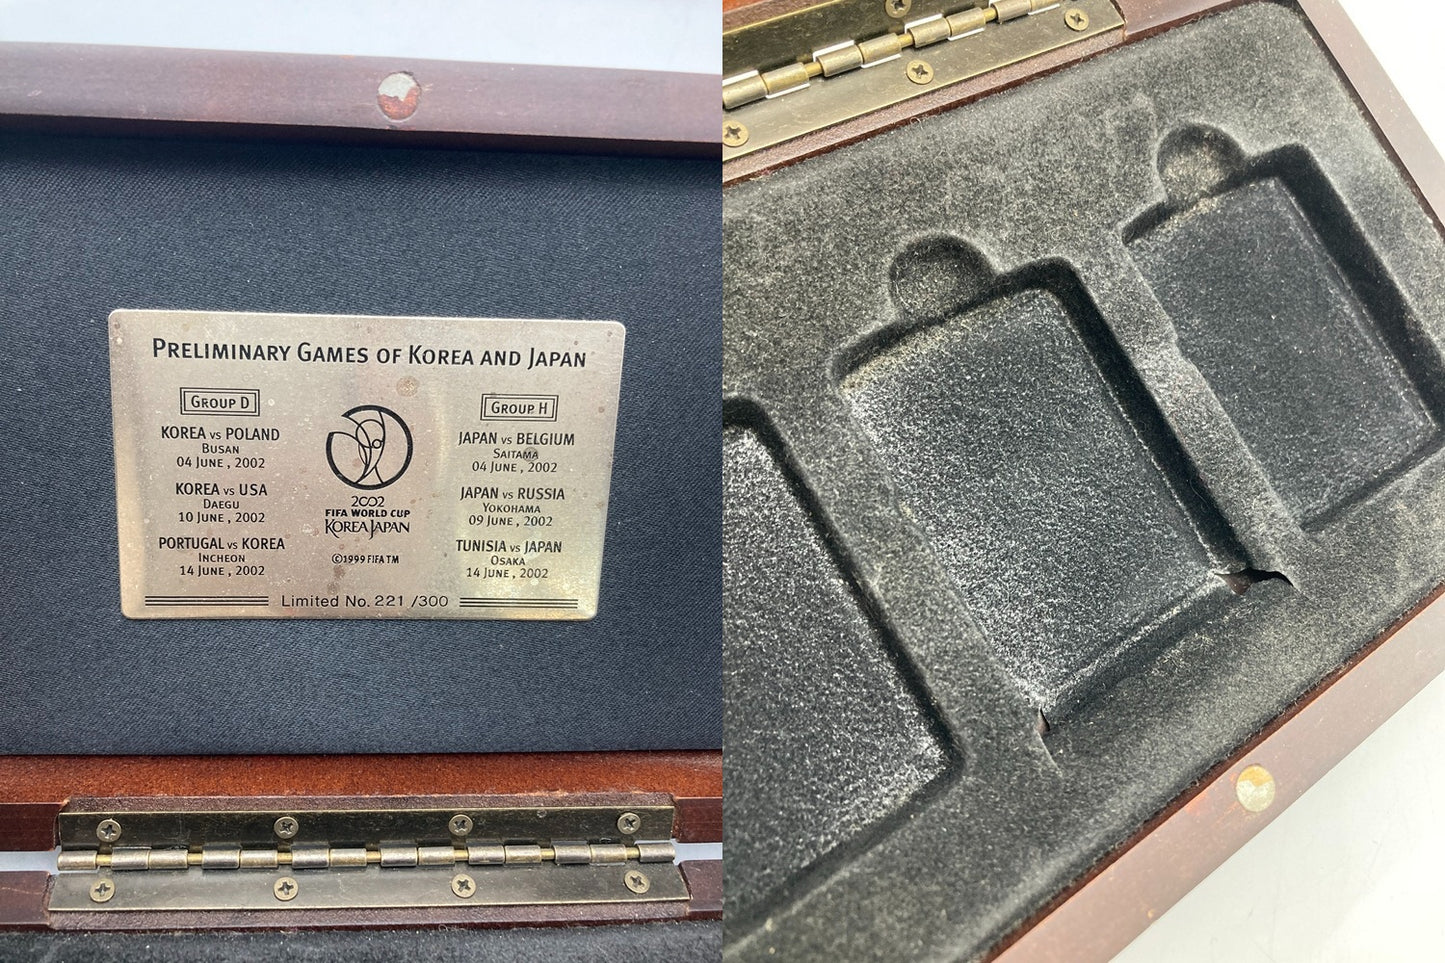 PRELIMINARY GAMES OF KOREA AND JAPAN
GROUP D
KOREA vs POLAND
BUSAN
04 JUNE, 2002
KOREA vs USA
DAEGU
10 JUNE, 2002
PORTUGAL vs KOREA
INCHEON
14 JUNE, 2002
2002
FIFA WORLD CUP
KOREA JAPAN
©1999 FIFA TM
GROUP H
JAPAN vs BELGIUM
SAITAMA
04 JUNE, 2002
JAPAN vs RUSSIA
YOKOHAMA
09 JUNE, 2002
TUNISIA vs JAPAN
OSAKA
14 JUNE, 2002
Limited No. 221 /300